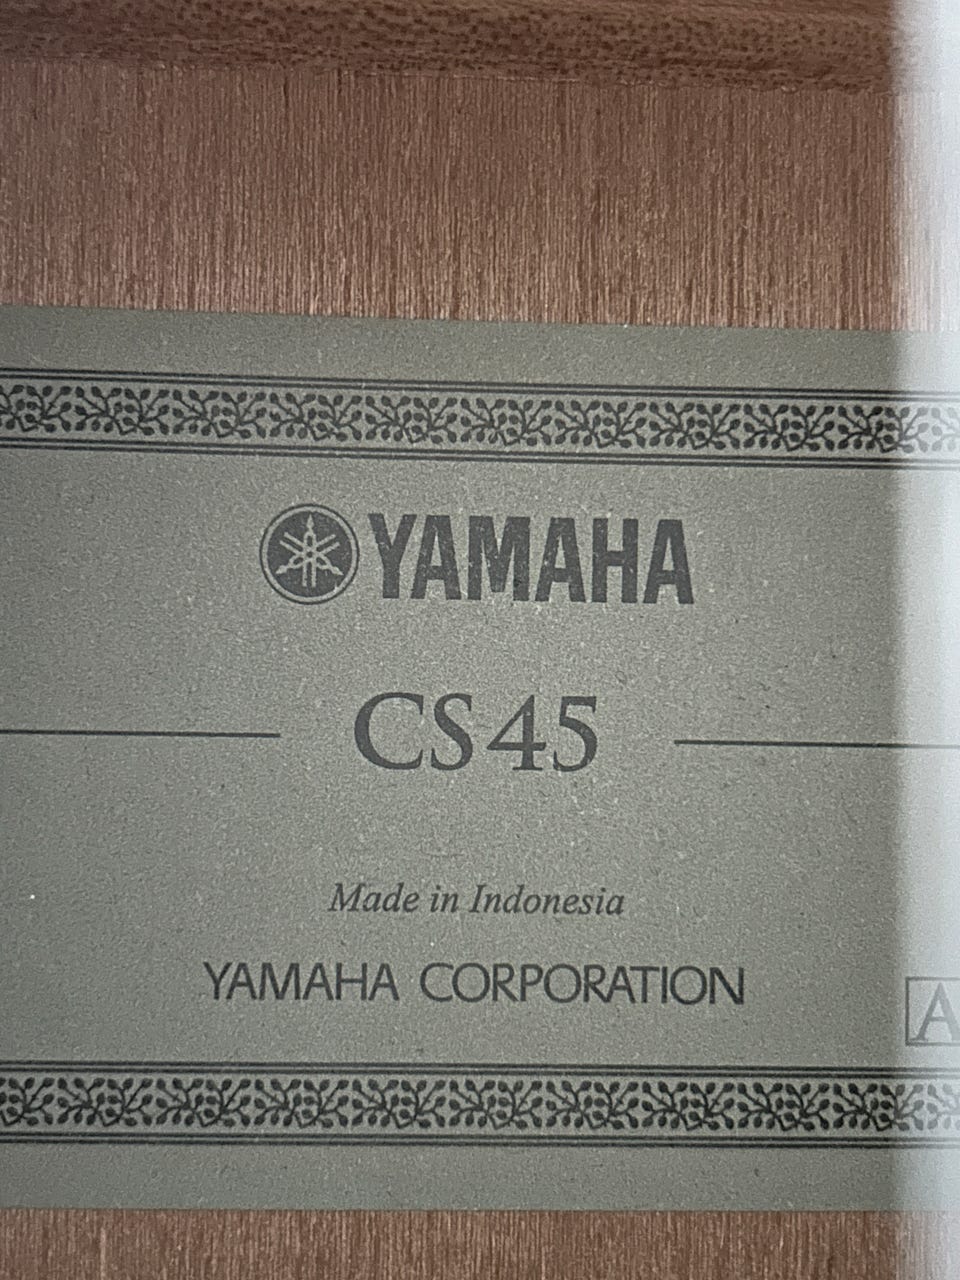 YAMAHA
CS45
Made in Indonesia
YAMAHA CORPORATION
A